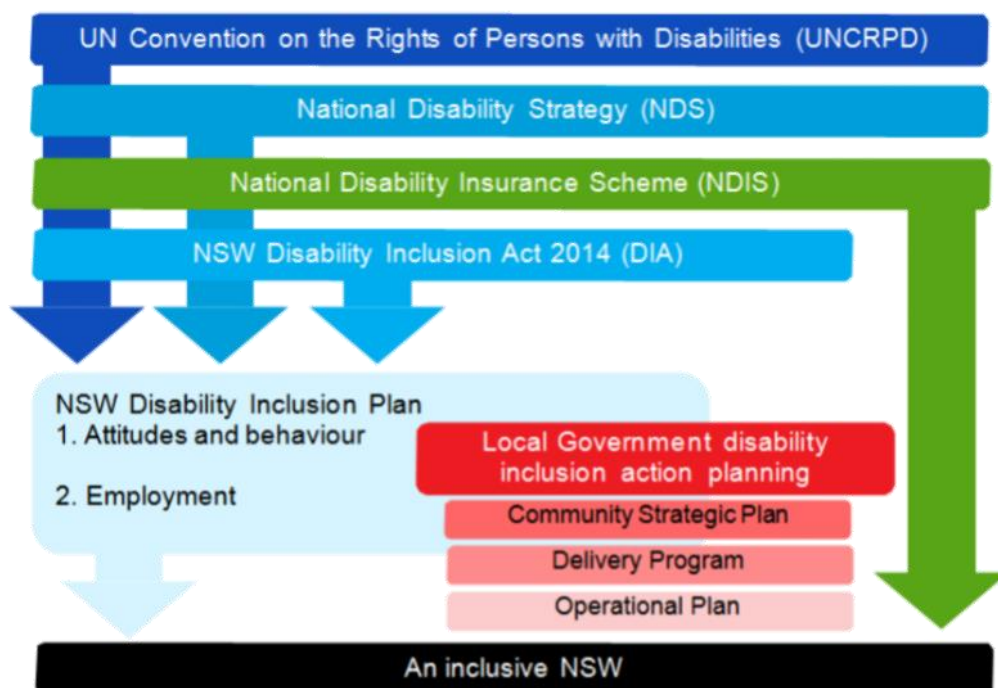 UN Convention on the Rights of Persons with Disabilities (UNCRPD)
National Disability Strategy (NDS)
National Disability Insurance Scheme (NDIS)
NSW Disability Inclusion Act 2014 (DIA)
NSW Disability Inclusion Plan
1. Attitudes and behaviour
2. Employment
Local Government disability
inclusion action planning
Community Strategic Plan
Delivery Program
Operational Plan
An inclusive NSW